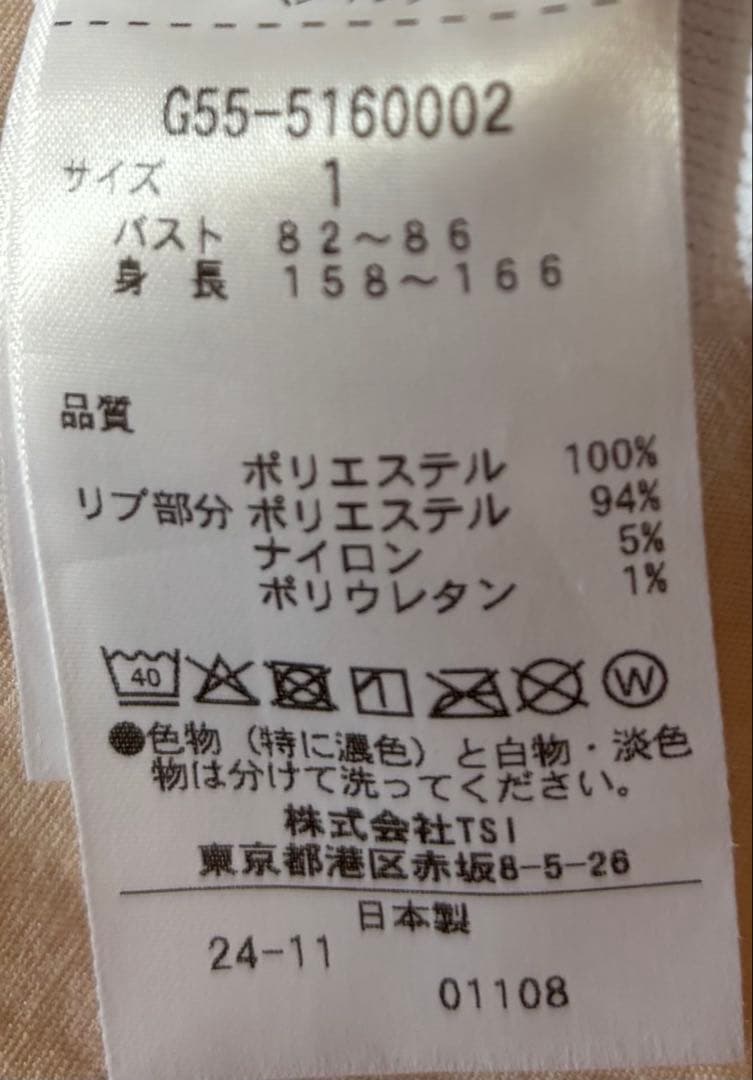 G55-5160002
サイズ 1
バスト 82～86
身長 158～166
品質
ポリエステル 100%
リブ部分 ポリエステル 94%
ナイロン 5%
ポリウレタン 1%
40 W
●色物（特に濃色）と白物・淡色
物は分けて洗ってください。
株式会社TSI
東京都港区赤坂8-5-26
日本製
24-11
01108